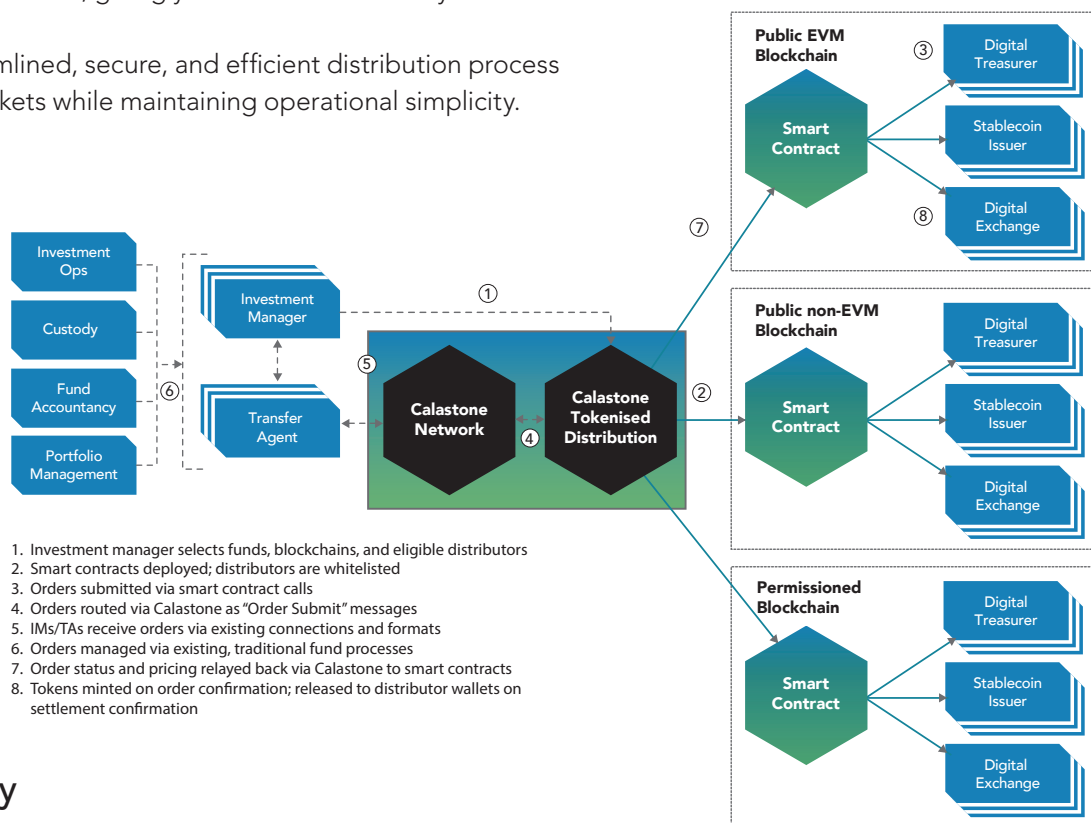 mlined, secure, and efficient distribution process
kets while maintaining operational simplicity.
Public EVM
Blockchain
Smart
Contract
3
Digital
Treasurer
Stablecoin
Issuer
8
Digital
Exchange
7
Investment
Ops
Custody
Fund
Accountancy
Portfolio
Management
6
Investment
Manager
Transfer
Agent
1
5
Calastone
Network
4
Calastone
Tokenised
Distribution
2
Public non-EVM
Blockchain
Smart
Contract
Digital
Treasurer
Stablecoin
Issuer
Digital
Exchange
Permissioned
Blockchain
Smart
Contract
Digital
Treasurer
Stablecoin
Issuer
Digital
Exchange
1. Investment manager selects funds, blockchains, and eligible distributors
2. Smart contracts deployed; distributors are whitelisted
3. Orders submitted via smart contract calls
4. Orders routed via Calastone as “Order Submit” messages
5. IMs/TAs receive orders via existing connections and formats
6. Orders managed via existing, traditional fund processes
7. Order status and pricing relayed back via Calastone to smart contracts
8. Tokens minted on order confirmation; released to distributor wallets on
settlement confirmation
y